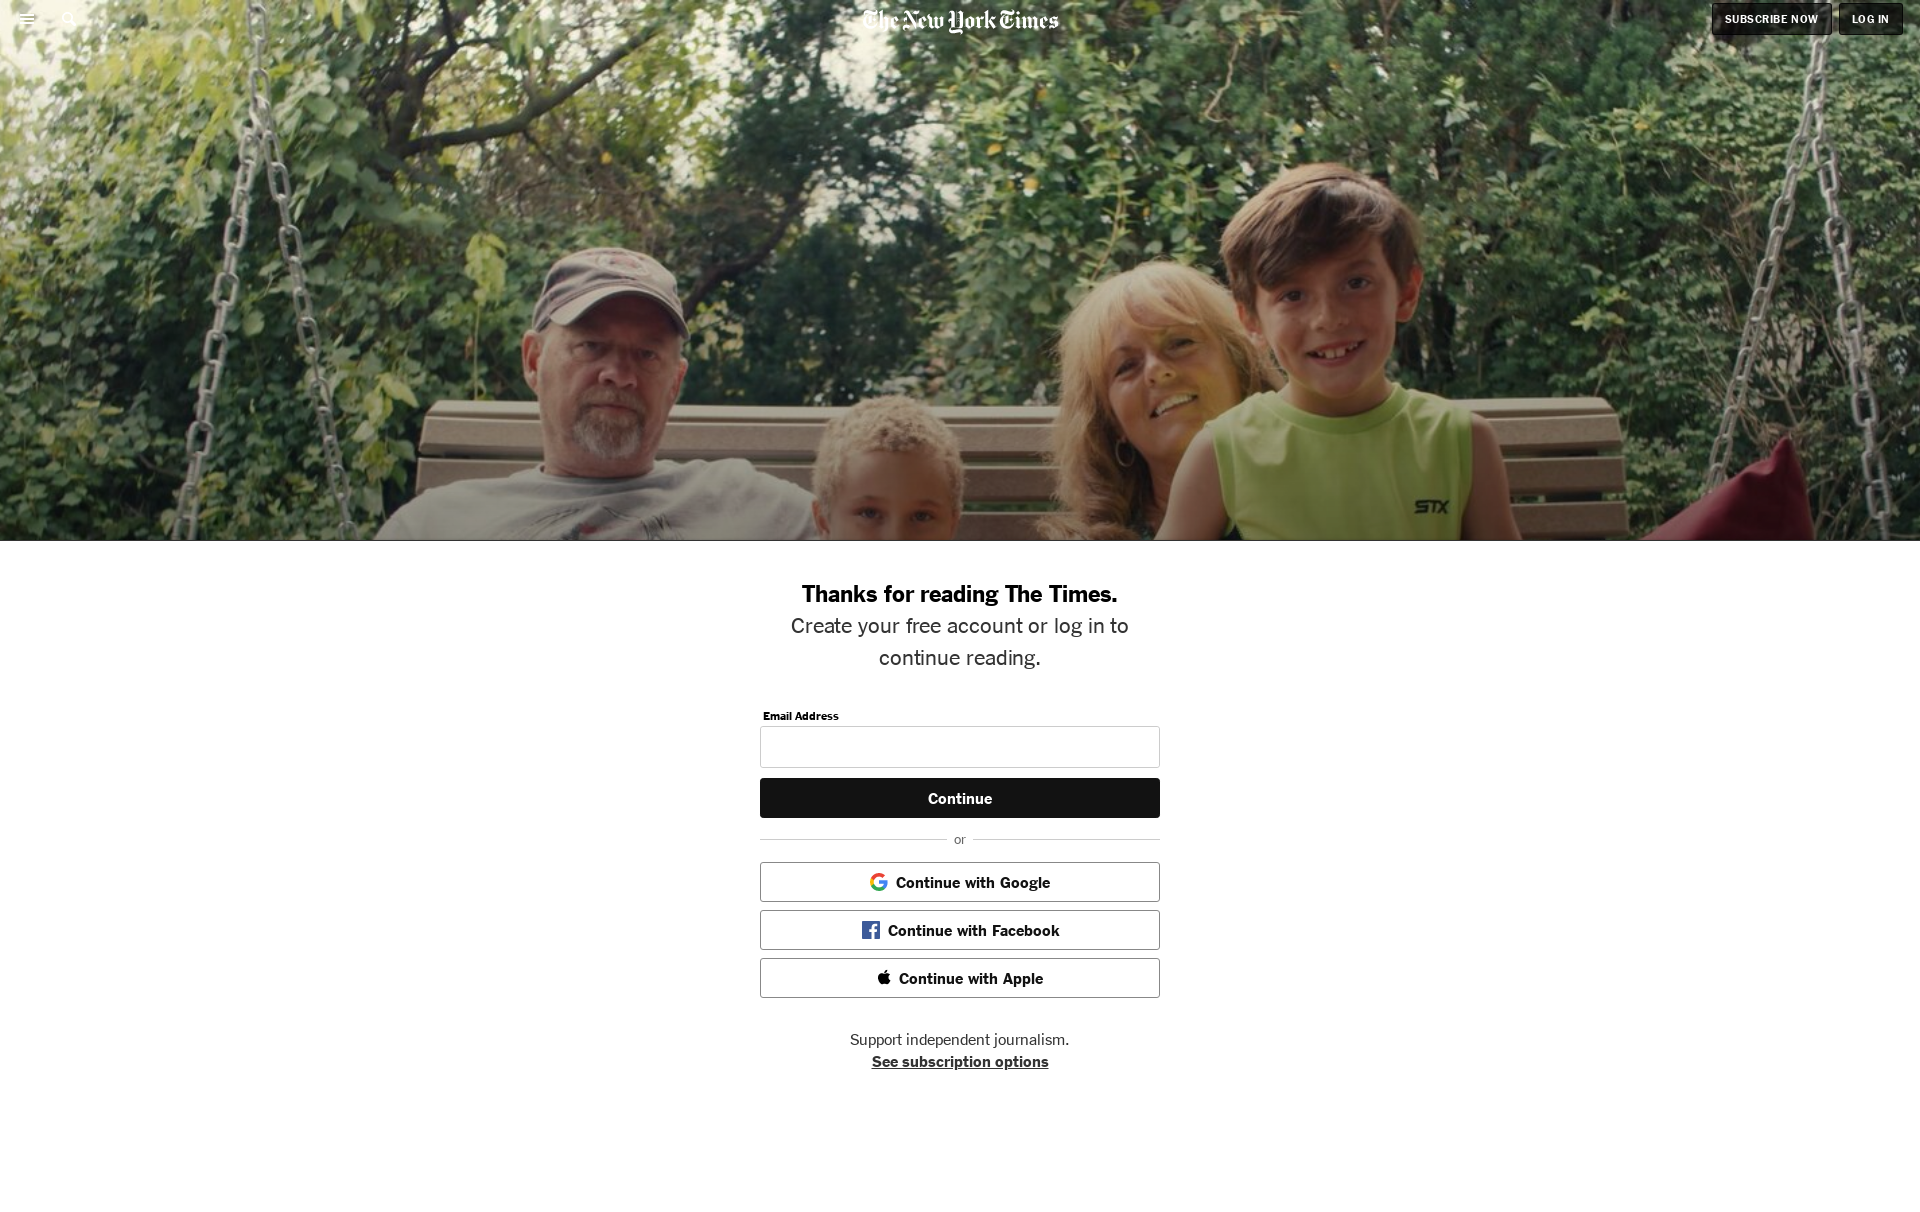 The New York Times
SUBSCRIBE NOW
LOG IN
STX
Thanks for reading The Times.
Create your free account or log in to
continue reading.
Email Address
Continue
or
Continue with Google
Continue with Facebook
Continue with Apple
Support independent journalism.
See subscription options